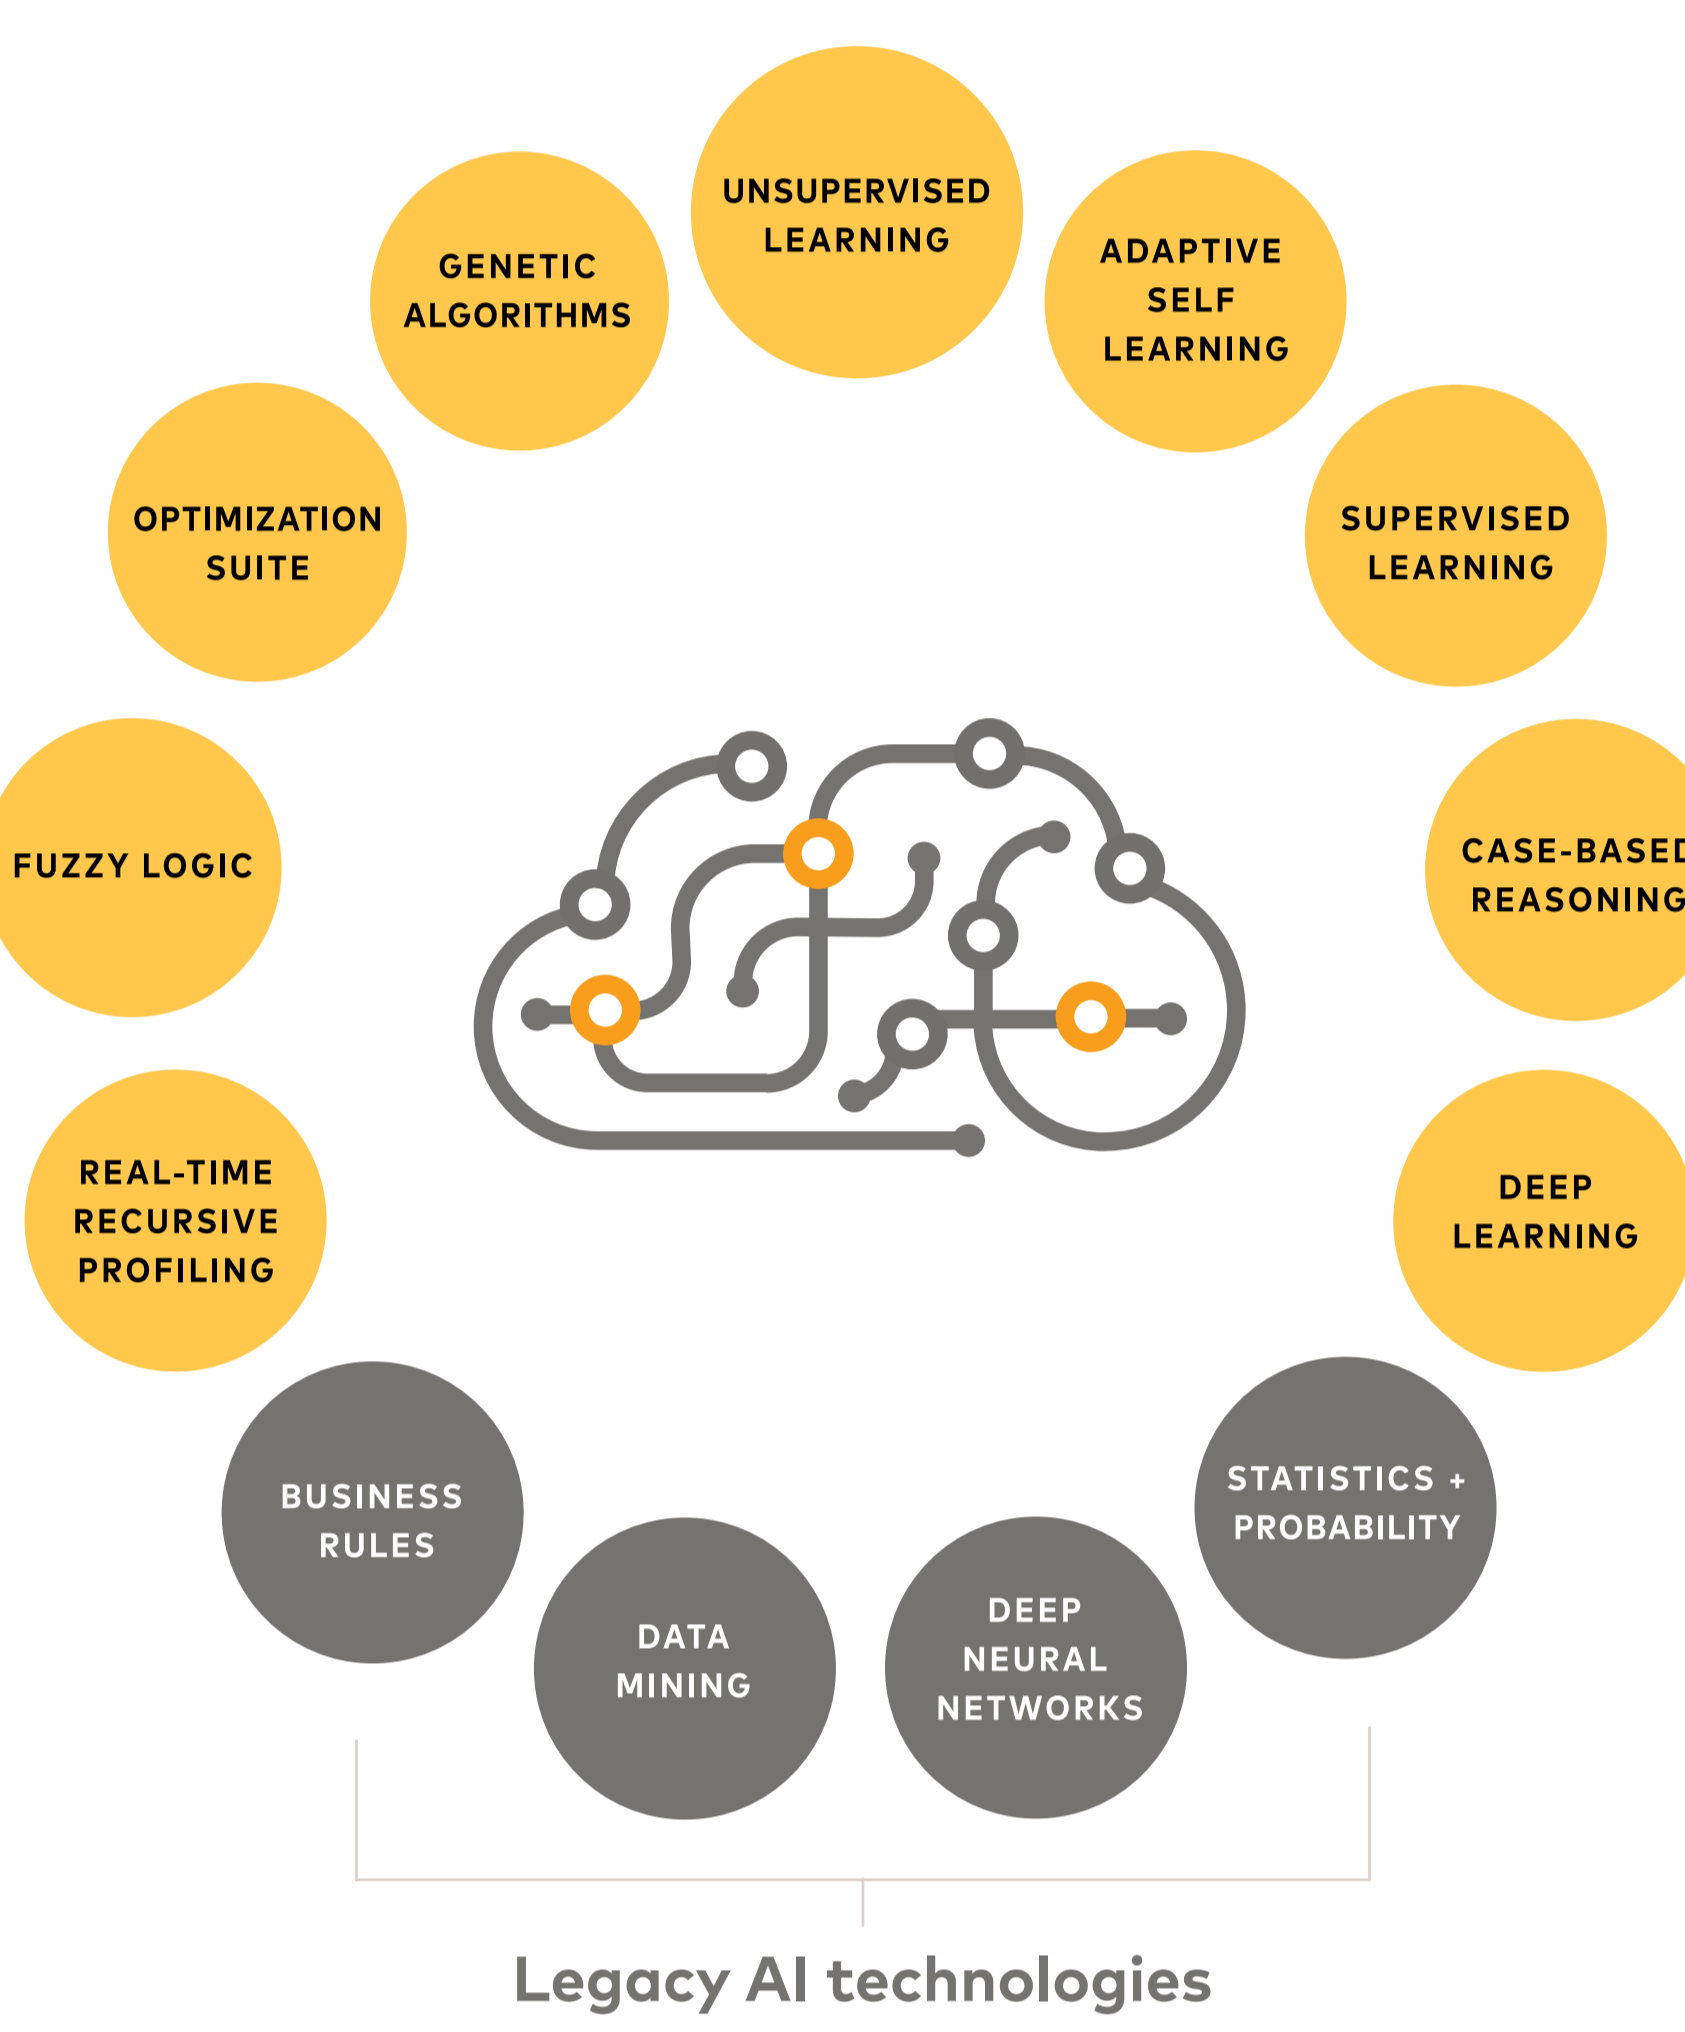 UNSUPERVISED
LEARNING
ADAPTIVE
SELF
LEARNING
SUPERVISED
LEARNING
CASE-BASED
REASONING
DEEP
LEARNING
STATISTICS +
PROBABILITY
DEEP
NEURAL
NETWORKS
DATA
MINING
BUSINESS
RULES
REAL-TIME
RECURSIVE
PROFILING
FUZZY LOGIC
OPTIMIZATION
SUITE
GENETIC
ALGORITHMS
Legacy AI technologies